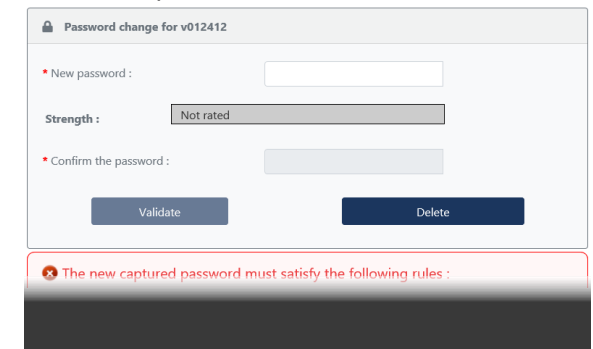 Password change for v012412
* New password :
Strength :
Not rated
* Confirm the password :
Validate
Delete
The new captured password must satisfy the following rules :